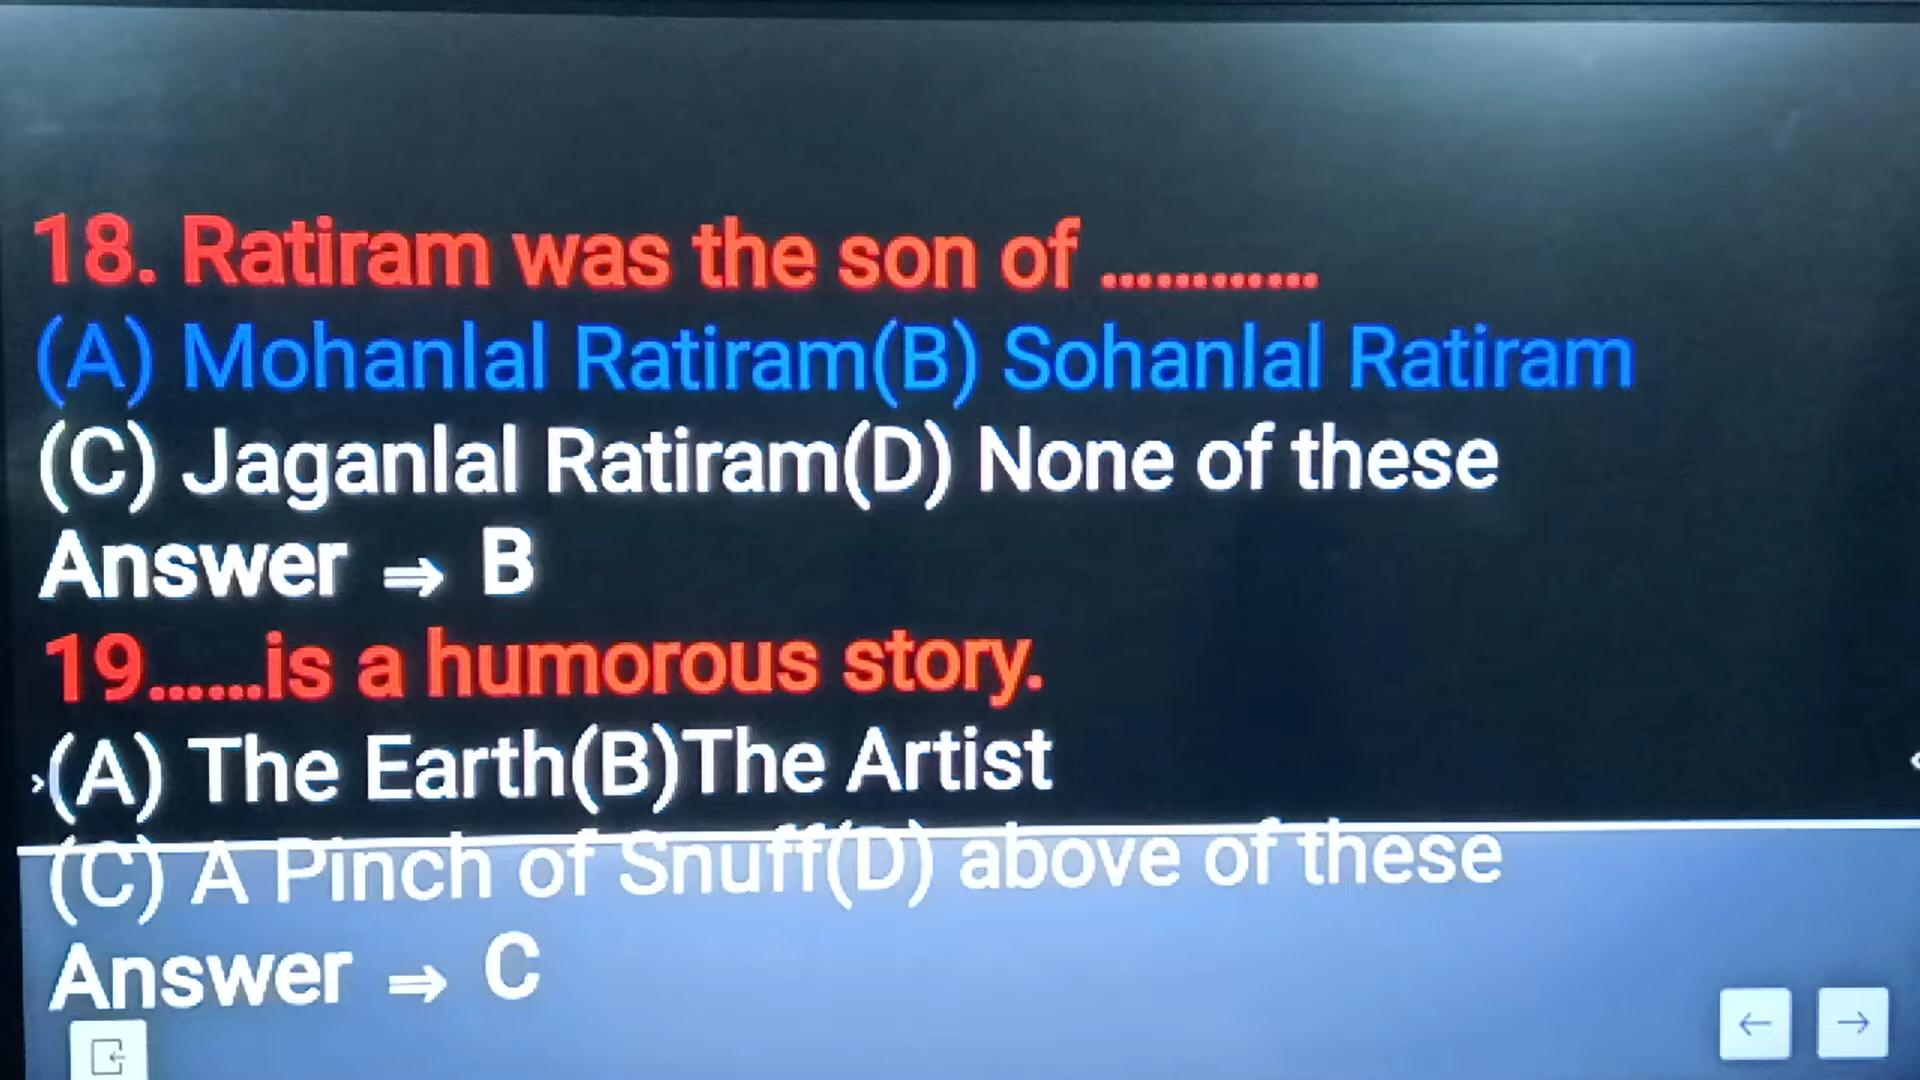 18. Ratiram was the son of ............
(A) Mohanlal Ratiram(B) Sohanlal Ratiram
(C) Jaganlal Ratiram(D) None of these
Answer ⇒ B
19......is a humorous story.
(A) The Earth(B)The Artist
(C) A Pinch of Snuff(D) above of these
Answer ⇒ C